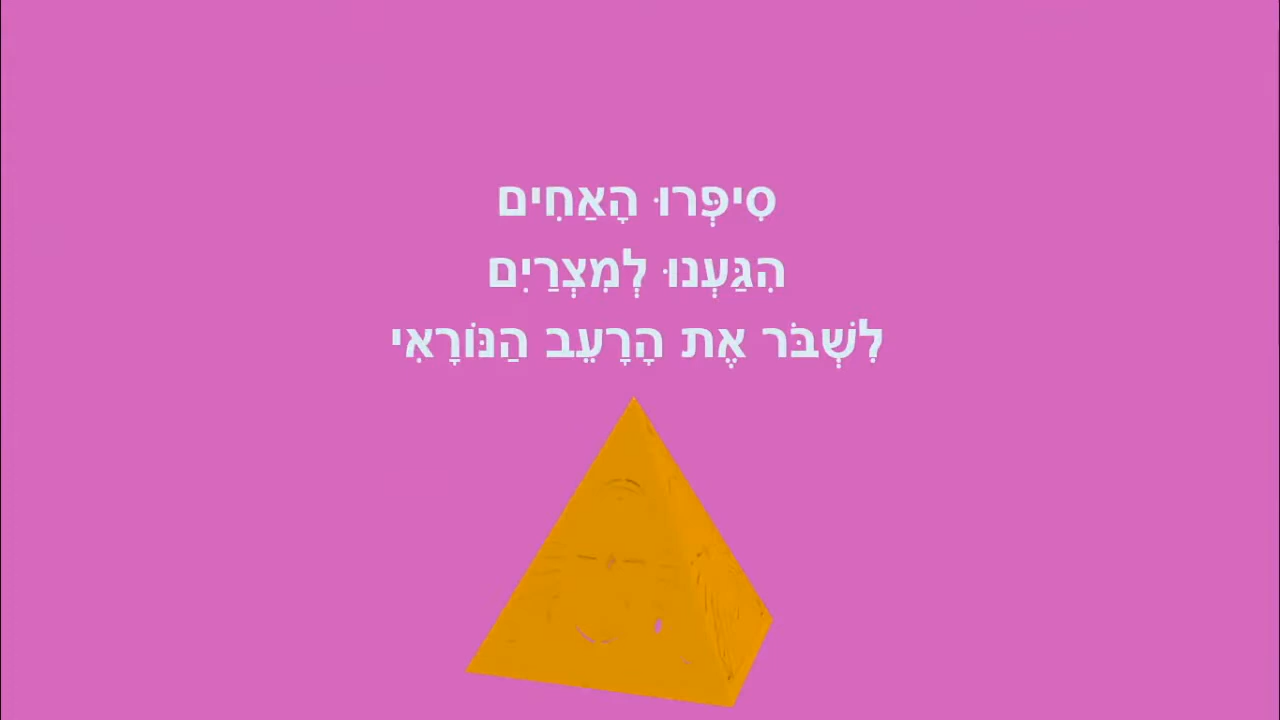 סִיפְּרוּ הָאַחִים
הִגַּעְנוּ לְמִצְרַיִם
לִשְׁבֹּר אֶת הָרָעֵב הַנּוֹרָאִי